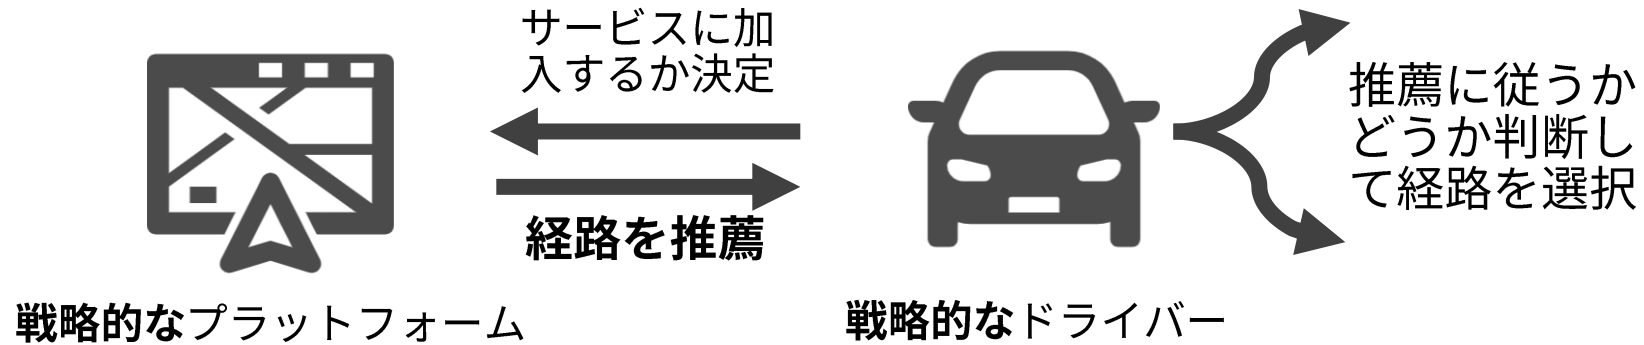 サービスに加
入するか決定
経路を推薦
戦略的なプラットフォーム
戦略的なドライバー
推薦に従うか
どうか判断し
て経路を選択